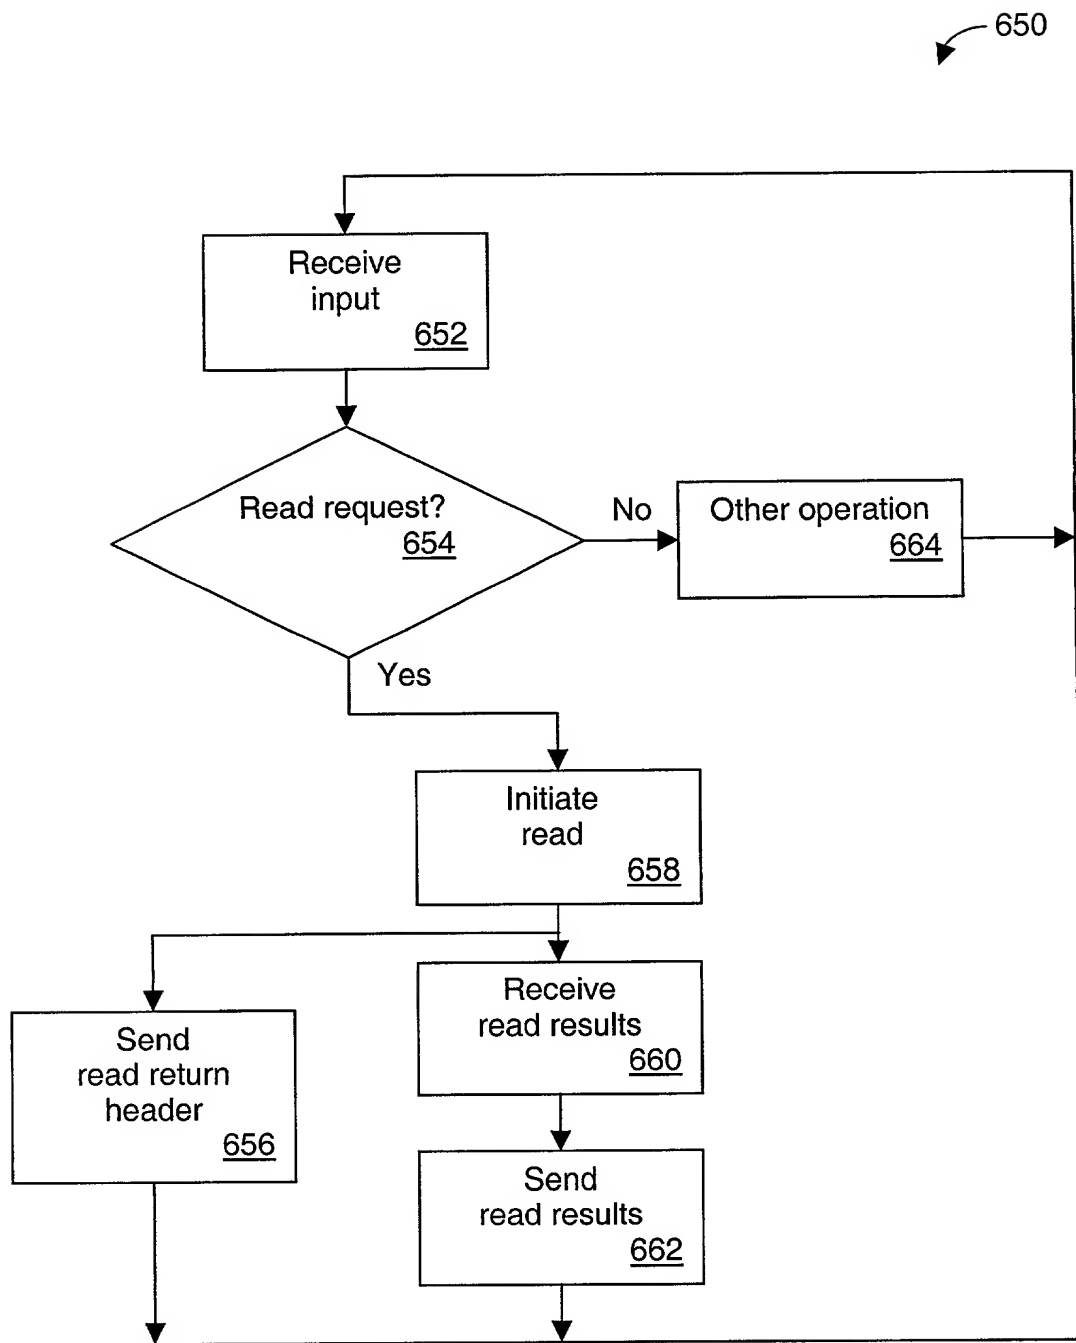 650
Receive
input
652
Read request?
654
No
Other operation
664
Yes
Initiate
read
658
Receive
read results
660
Send
read return
header
656
Send
read results
662